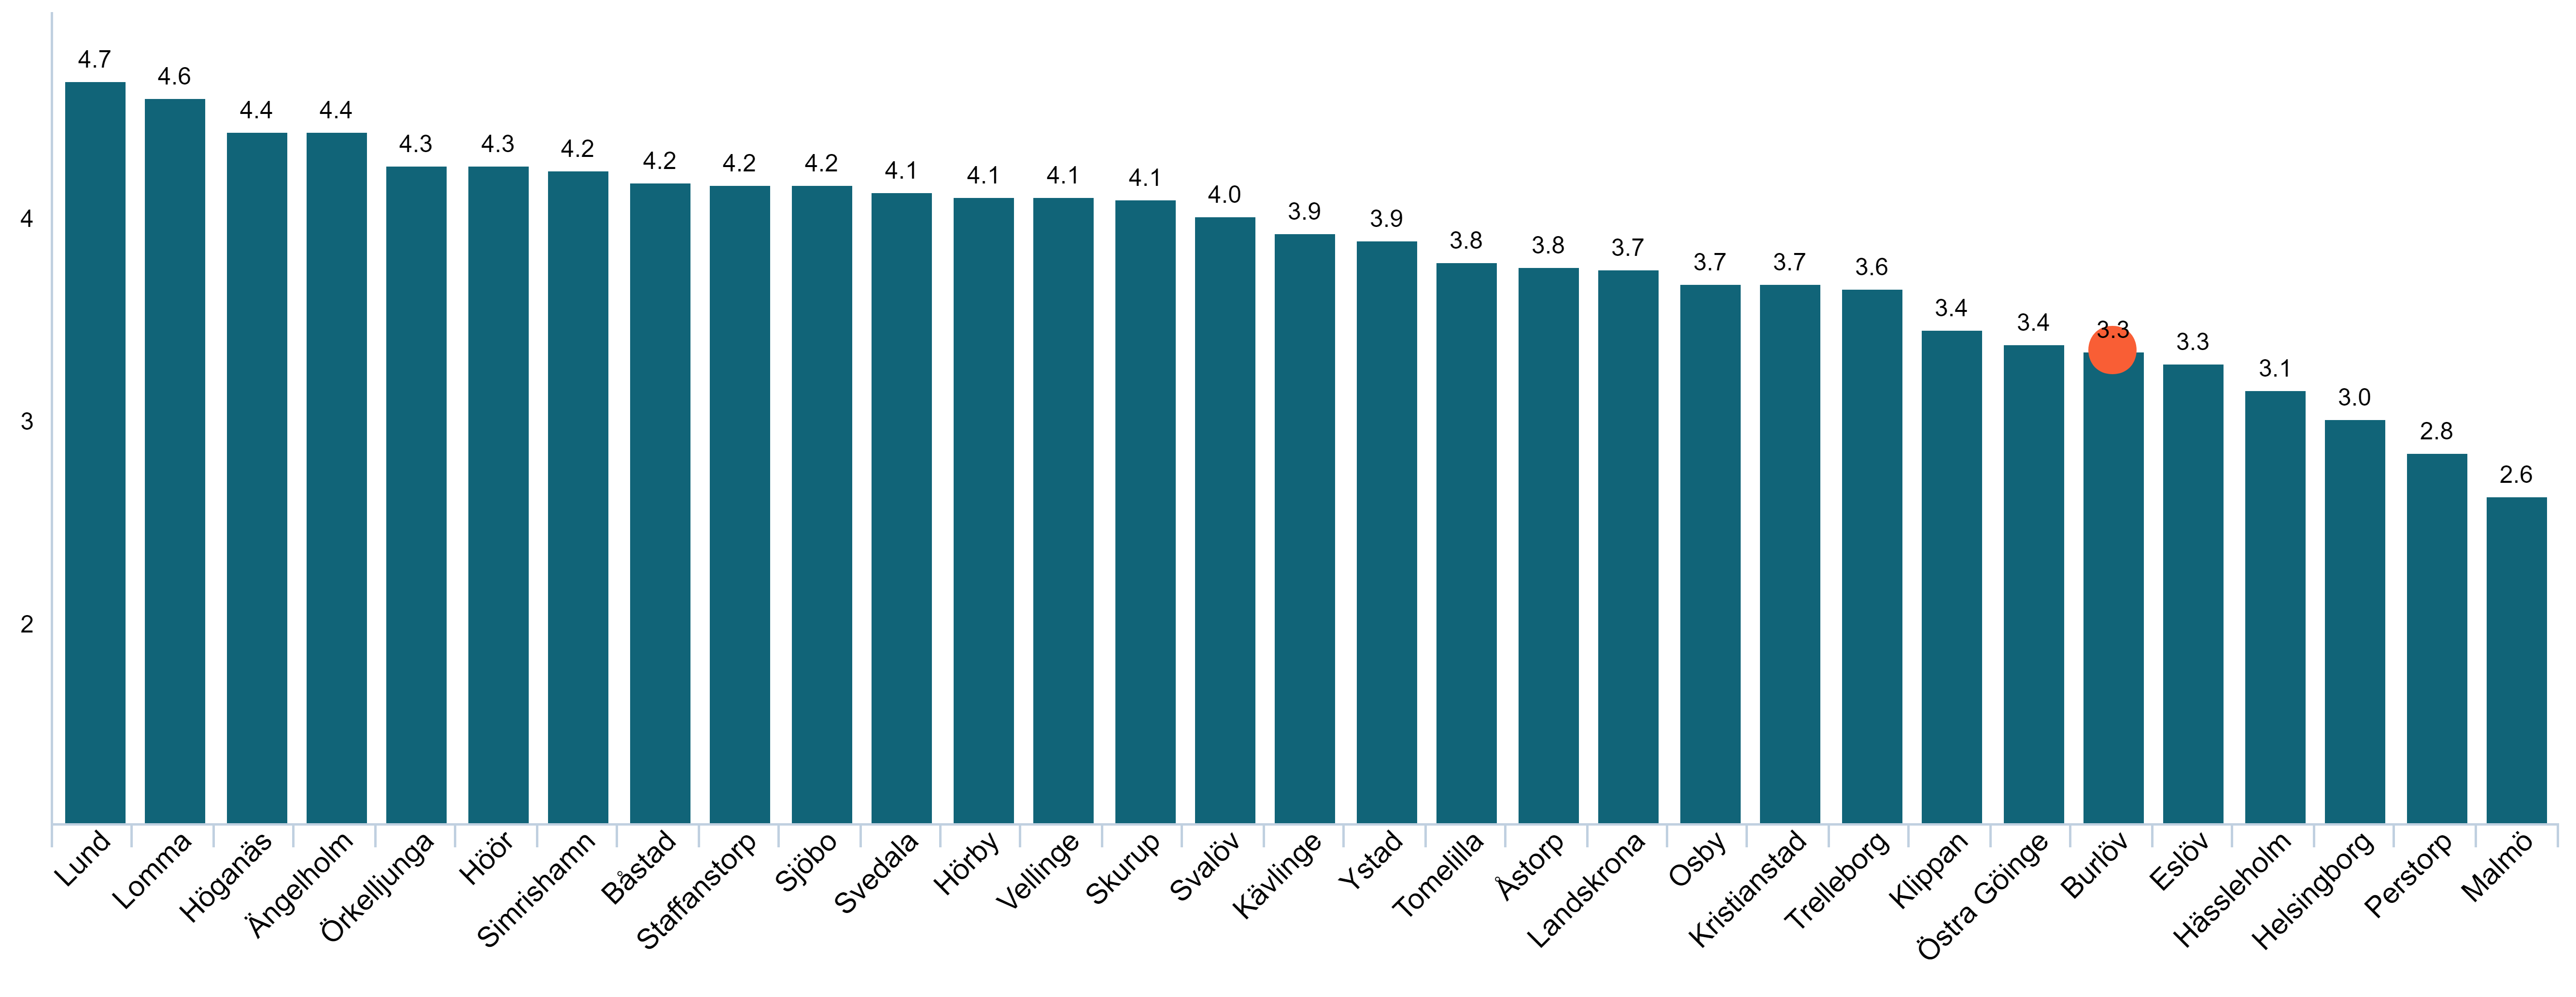 4.7 4.6 4.4 4.4 4.3 4.3 4.2 4.2 4.2 4.2 4.1 4.1 4.1 4.1 4.0 3.9 3.9 3.8 3.8 3.7 3.7 3.7 3.6 3.4 3.4 3.3 3.3 3.1 3.0 2.8 2.6
4
3
2
Lund
Lomma
Höganäs
Ängelholm
Örkelljunga
Höör
Simrishamn
Båstad
Staffanstorp
Sjöbo
Svedala
Hörby
Vellinge
Skurup
Svalöv
Kävlinge
Ystad
Tomelilla
Åstorp
Landskrona
Osby
Kristianstad
Trelleborg
Klippan
Östra Göinge
Burlöv
Eslöv
Hässleholm
Helsingborg
Perstorp
Malmö